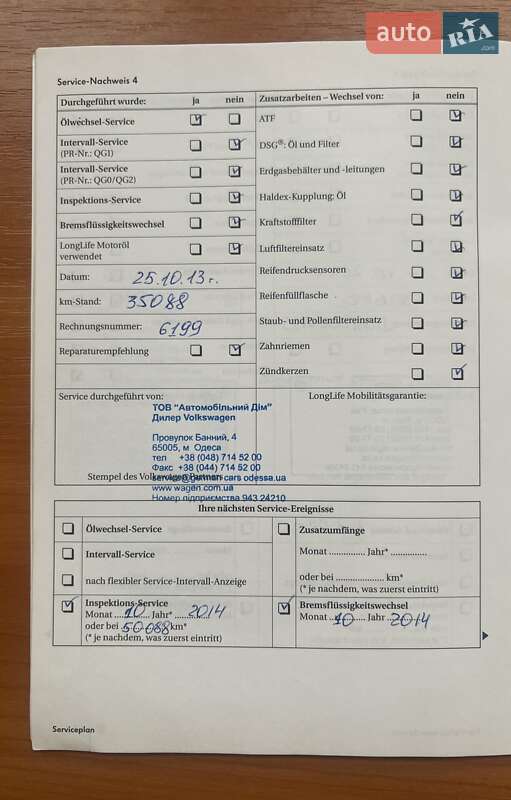 auto RIA.com
Service-Nachweis 4
Durchgeführt wurde: ja nein
Ölwechsel-Service
Intervall-Service
(PR-Nr.: QG1)
Intervall-Service
(PR-Nr.: QG0/QG2)
Inspektions-Service
Bremsflüssigkeitswechsel
LongLife Motoröl
verwendet
Datum: 25.10.13 г.
km-Stand: 35088
Rechnungsnummer: 6199
Reparaturempfehlung
Zusatzarbeiten – Wechsel von: ja nein
ATF
DSG®: Öl und Filter
Erdgasbehälter und -leitungen
Haldex-Kupplung: Öl
Kraftstofffilter
Luftfiltereinsatz
Reifendrucksensoren
Reifenfüllflasche
Staub- und Pollenfiltereinsatz
Zahnriemen
Zündkerzen
Service durchgeführt von:
ТОВ "Автомобільний Дім"
Дилер Volkswagen
Провулок Банний, 4
65005, м Одеса
тел +38 (048) 714 52 00
Факс +38 (044) 714 52 00
service@german-cars odessa.ua
www.wagen.com.ua
Номер підприємства 943 24210
Stempel des Volkswagen Partners
LongLife Mobilitätsgarantie:
Ihre nächsten Service-Ereignisse
Ölwechsel-Service
Intervall-Service
nach flexibler Service-Intervall-Anzeige
Inspektions-Service
Monat 10 Jahr* 2014
oder bei 50088 km*
(* je nachdem, was zuerst eintritt)
Zusatzumfänge
Monat ............... Jahr* ...............
oder bei ..................... km*
(* je nachdem, was zuerst eintritt)
Bremsflüssigkeitswechsel
Monat 10 Jahr 2014
Serviceplan